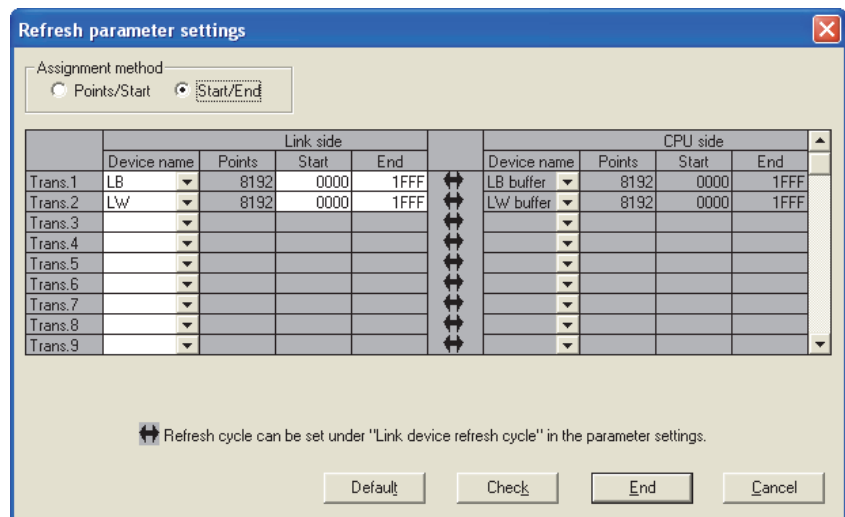 Refresh parameter settings
Assignment method
Points/Start Start/End
Link side CPU side
Device name Points Start End Device name Points Start End
Trans.1 LB 8192 0000 1FFF LB buffer 8192 0000 1FFF
Trans.2 LW 8192 0000 1FFF LW buffer 8192 0000 1FFF
Trans.3
Trans.4
Trans.5
Trans.6
Trans.7
Trans.8
Trans.9
Refresh cycle can be set under "Link device refresh cycle" in the parameter settings.
Default Check End Cancel